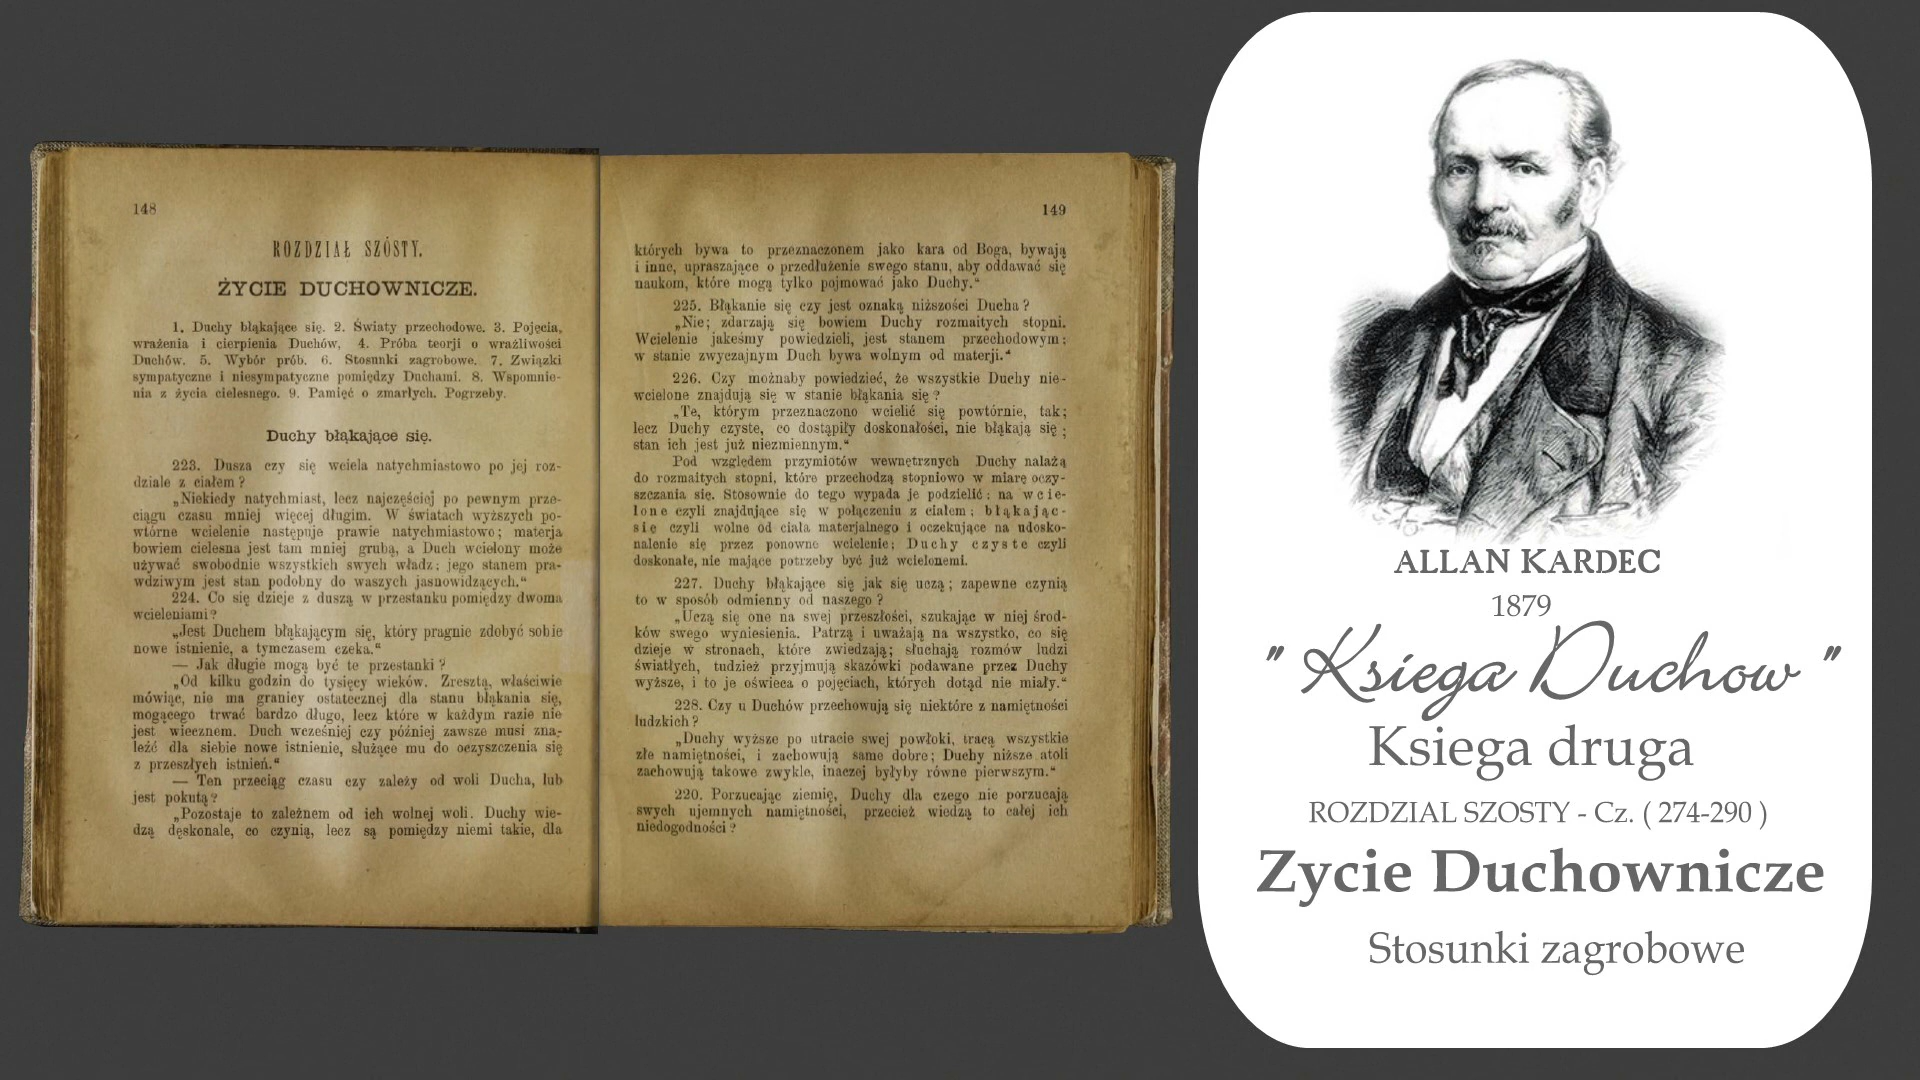 148
ROZDZIAŁ SZÓSTY.
ŻYCIE DUCHOWNICZE.
1. Duchy błąkające się. 2. Światy przechodowe. 3. Pojęcia,
wrażenia i cierpienia Duchów, 4. Próba teorji o wrażliwości
Duchów. 5. Wybór prób. 6. Stosunki zagrobowe. 7. Związki
sympatyczne i niesympatyczne pomiędzy Duchami. 8. Wspomnie-
nia z życia cielesnego. 9. Pamięć o zmarłych. Pogrzeby.
Duchy błąkające się.
223. Dusza czy się wciela natychmiastowo po jej roz-
dziale z ciałem?
„Niekiedy natychmiast, lecz najczęściej po pewnym prze-
ciągu czasu mniej więcej długim. W światach wyższych po-
wtórne wcielenie następuje prawie natychmiastowo; materja
bowiem cielesna jest tam mniej grubą, a Duch wcielony może
używać swobodnie wszystkich swych władz; jego stanem pra-
wdziwym jest stan podobny do waszych jasnowidzących.“
224. Co się dzieje z duszą w przestanku pomiędzy dwoma
wcieleniami?
„Jest Duchem błąkającym się, który pragnie zdobyć sobie
nowe istnienie, a tymczasem czeka.“
— Jak długie mogą być te przestanki?
„Od kilku godzin do tysięcy wieków. Zresztą, właściwie
mówiąc, nie ma granicy ostatecznej dla stanu błąkania się,
mogącego trwać bardzo długo, lecz które w każdym razie nie
jest wiecznem. Duch wcześniej czy później zawsze musi zna-
leźć dla siebie nowe istnienie, służące mu do oczyszczenia się
z przeszłych istnień.“
— Ten przeciąg czasu czy zależy od woli Ducha, lub
jest pokutą?
„Pozostaje to zależnem od ich wolnej woli. Duchy wie-
dzą dęskonale, co czynią, lecz są pomiędzy niemi takie, dla
149
których bywa to przeznaczonem jako kara od Boga, bywają
i inne, upraszające o przedłużenie swego stanu, aby oddawać się
naukom, które mogą tylko pojmować jako Duchy.“
225. Błąkanie się czy jest oznaką niższości Ducha?
„Nie; zdarzają się bowiem Duchy rozmaitych stopni.
Wcielenie jakeśmy powiedzieli, jest stanem przechodowym;
w stanie zwyczajnym Duch bywa wolnym od materji.“
226. Czy możnaby powiedzieć, że wszystkie Duchy nie-
wcielone znajdują się w stanie błąkania się?
„Te, którym przeznaczono wcielić się powtórnie, tak;
lecz Duchy czyste, co dostąpiły doskonałości, nie błąkają się;
stan ich jest już niezmiennym.“
Pod względem przymiotów wewnętrznych Duchy nalażą
do rozmaitych stopni, które przechodzą stopniowo w miarę oczy-
szczania się. Stosownie do tego wypada je podzielić: na wcie-
lone czyli znajdujące się w połączeniu z ciałem; błąkając-
sie czyli wolne od ciała materjalnego i oczekujące na udosko-
nalenie się przez ponowne wcielenie; Duchy czyste czyli
doskonałe, nie mające potrzeby być już wcielonemi.
227. Duchy błąkające się jak się uczą; zapewne czynią
to w sposób odmienny od naszego?
„Uczą się one na swej przeszłości, szukając w niej środ-
ków swego wyniesienia. Patrzą i uważają na wszystko, co się
dzieje w stronach, które zwiedzają; słuchają rozmów ludzi
światłych, tudzież przyjmują skazówki podawane przez Duchy
wyższe, i to je oświeca o pojęciach, których dotąd nie miały.“
228. Czy u Duchów przechowują się niektóre z namiętności
ludzkich?
„Duchy wyższe po utracie swej powłoki, tracą wszystkie
złe namiętności, i zachowują same dobre; Duchy niższe atoli
zachowują takowe zwykle, inaczej byłyby równe pierwszym.“
220. Porzucając ziemię, Duchy dla czego nie porzucają
swych ujemnych namiętności, przecież wiedzą to całej ich
niedogodności?
ALLAN KARDEC
1879
" Ksiega Duchow "
Ksiega druga
ROZDZIAL SZOSTY - Cz. ( 274-290 )
Zycie Duchownicze
Stosunki zagrobowe